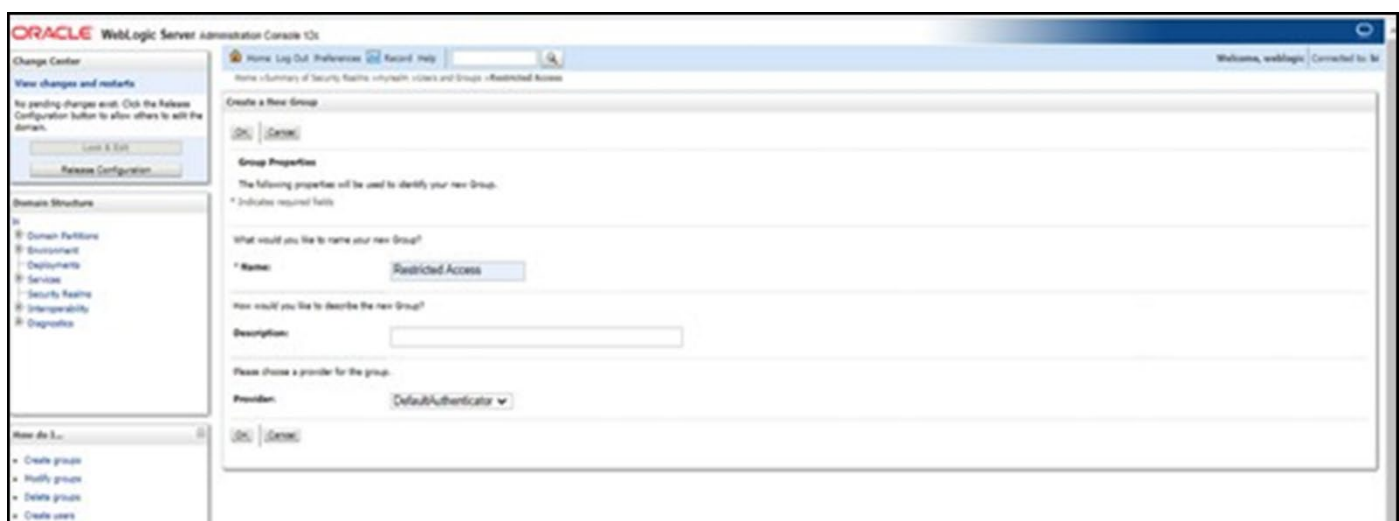 ORACLE WebLogic Server Administration Console 12c
Home Log Out Preferences Record Help
Welcome, weblogic Connected to: bi
Home >Summary of Security Realms >myrealm >Users and Groups >Restricted Access
Change Center
View changes and restarts
No pending changes exist. Click the Release
Configuration button to allow others to edit the
domain.
Lock & Edit
Release Configuration
Domain Structure
bi
Domain Partitions
Environment
Deployments
Services
Security Realms
Interoperability
Diagnostics
How do I...
Create groups
Modify groups
Delete groups
Create users
Create a New Group
OK Cancel
Group Properties
The following properties will be used to identify your new Group.
* Indicates required fields
What would you like to name your new Group?
* Name: Restricted Access
How would you like to describe the new Group?
Description:
Please choose a provider for the group.
Provider: DefaultAuthenticator
OK Cancel